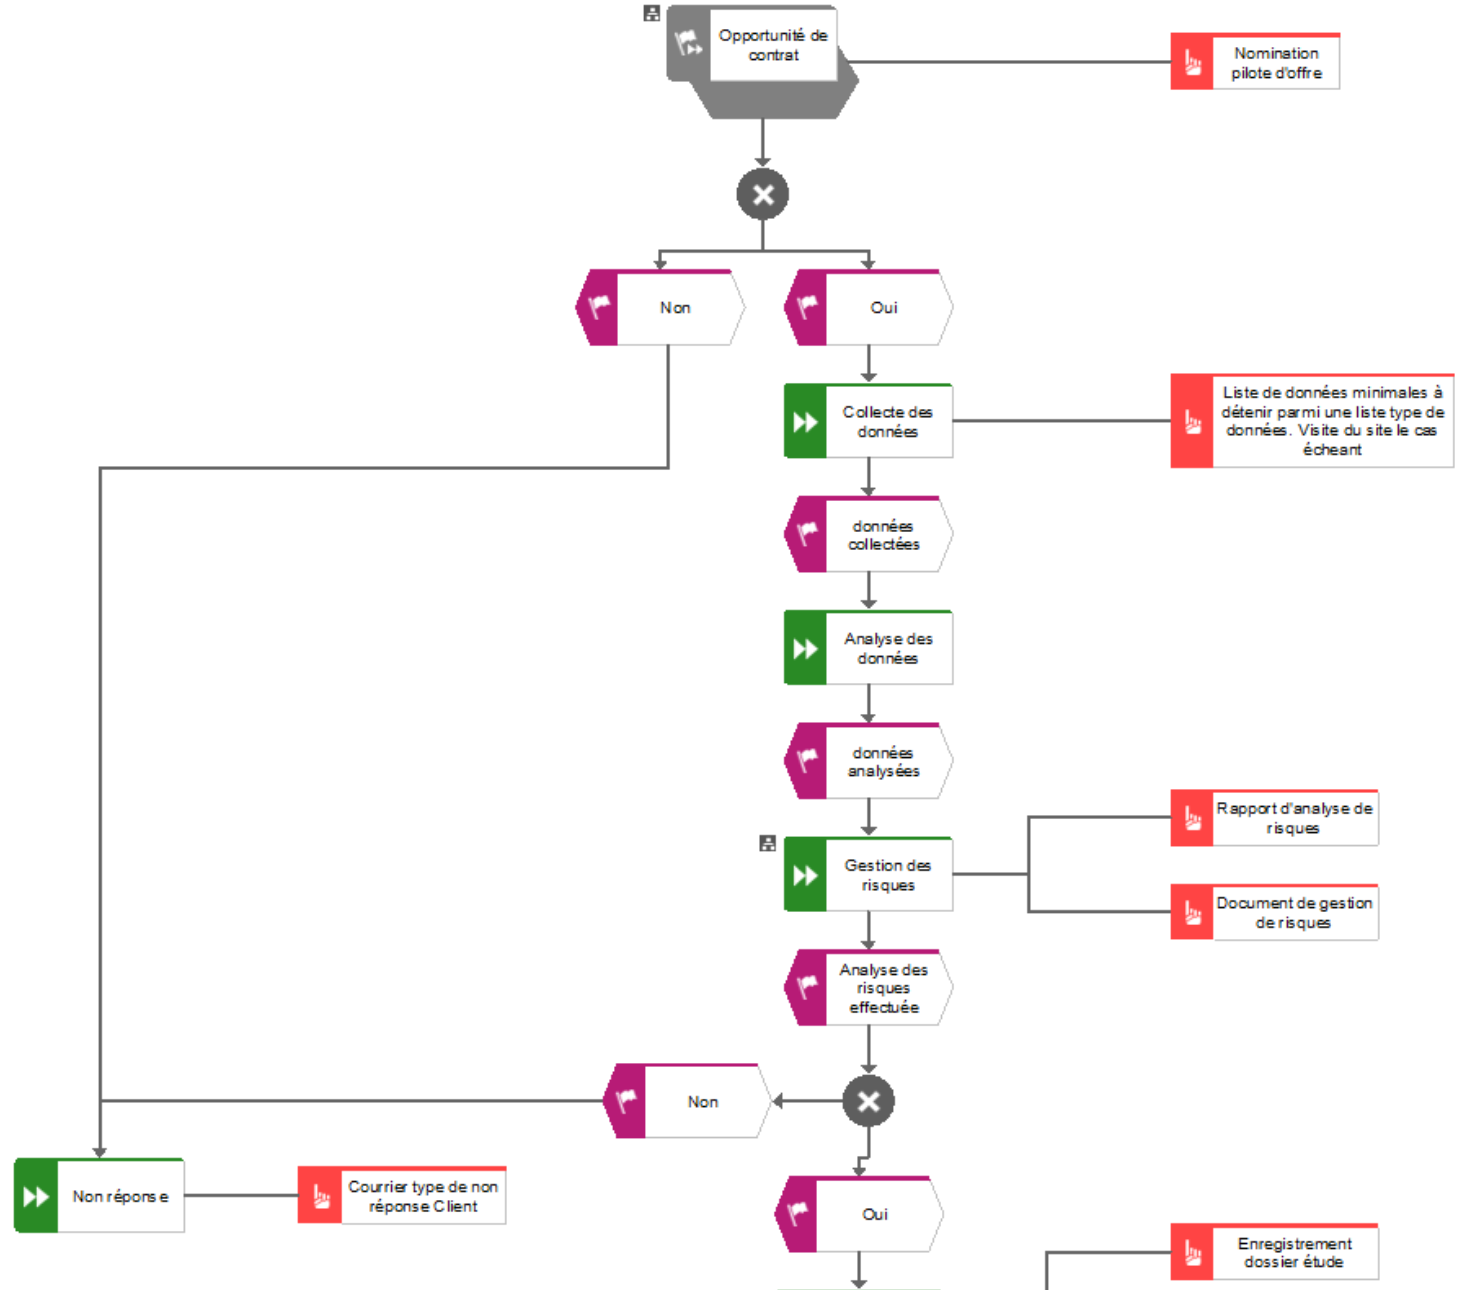 Opportunité de
contrat
Nomination
pilote d'offre
Non
Oui
Collecte des
données
Liste de données minimales à
détenir parmi une liste type de
données. Visite du site le cas
écheant
données
collectées
Analyse des
données
données
analysées
Gestion des
risques
Rapport d'analyse de
risques
Document de gestion
de risques
Analyse des
risques
effectuée
Non
Non réponse
Courrier type de non
réponse Client
Oui
Enregistrement
dossier étude